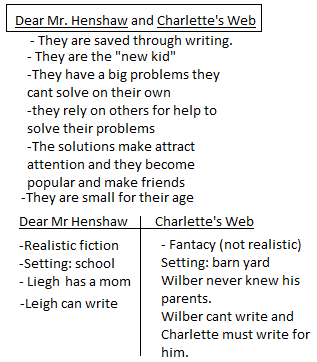 Dear Mr. Henshaw and Charlette's Web
- They are saved through writing.
- They are the "new kid"
-They have a big problems they
cant solve on their own
-they rely on others for help to
solve their problems
-The solutions make attract
attention and they become
popular and make friends
-They are small for their age
Dear Mr Henshaw
-Realistic fiction
-Setting: school
- Liegh has a mom
-Leigh can write
Charlette's Web
- Fantacy (not realistic)
Setting: barn yard
Wilber never knew his
parents.
Wilber cant write and
Charlette must write for
him.